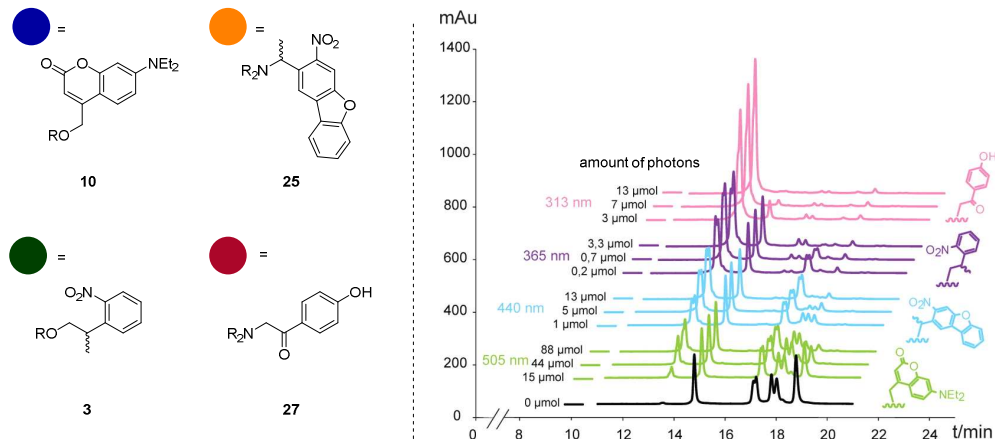 =
=
O
O
NEt2
RO
10
NO2
R2N
O
25
=
=
O2N
RO
3
OH
R2N
O
27
mAu
1400
1200
1000
800
600
400
200
0
amount of photons
313 nm
13 µmol
7 µmol
3 µmol
365 nm
3,3 µmol
0,7 µmol
0,2 µmol
440 nm
13 µmol
5 µmol
1 µmol
505 nm
88 µmol
44 µmol
15 µmol
0 µmol
OH
O
O2N
O2N
O
O
O
NEt2
0
8
10
12
14
16
18
20
22
24
t/min